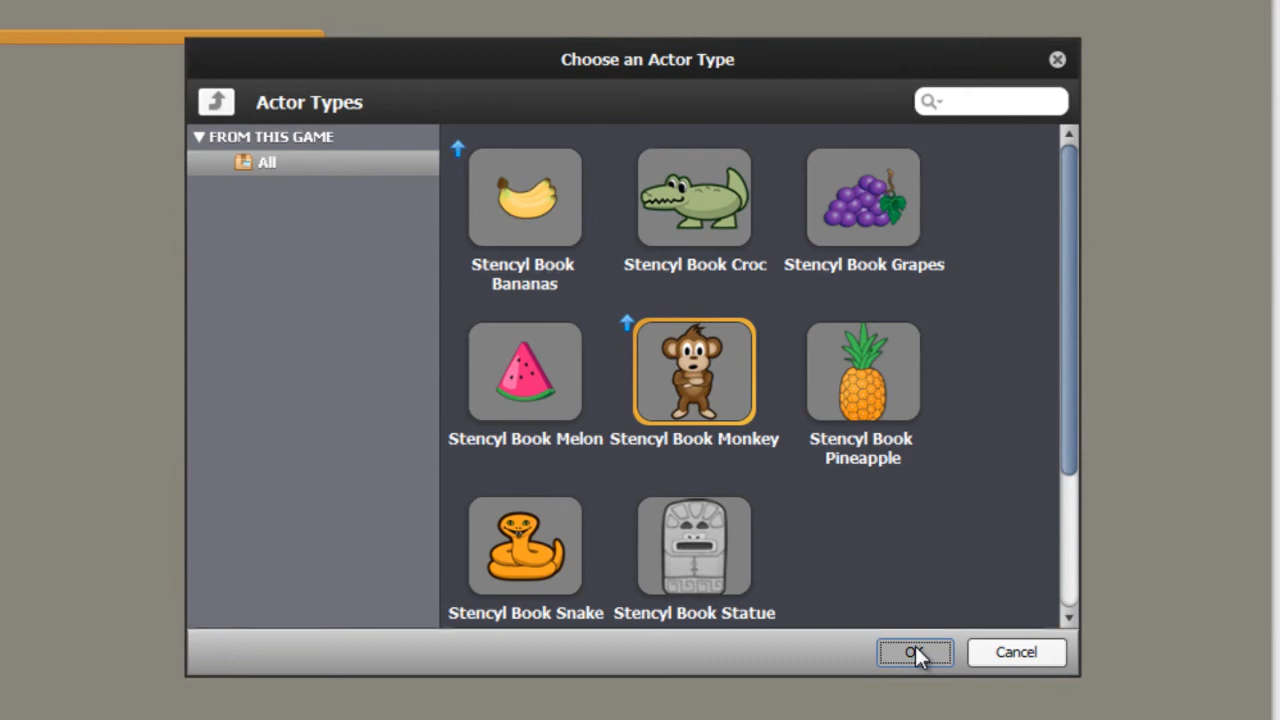 Choose an Actor Type
Actor Types
FROM THIS GAME
All
Stencyl Book
Bananas
Stencyl Book Croc
Stencyl Book Grapes
Stencyl Book Melon
Stencyl Book Monkey
Stencyl Book
Pineapple
Stencyl Book Snake
Stencyl Book Statue
OK
Cancel